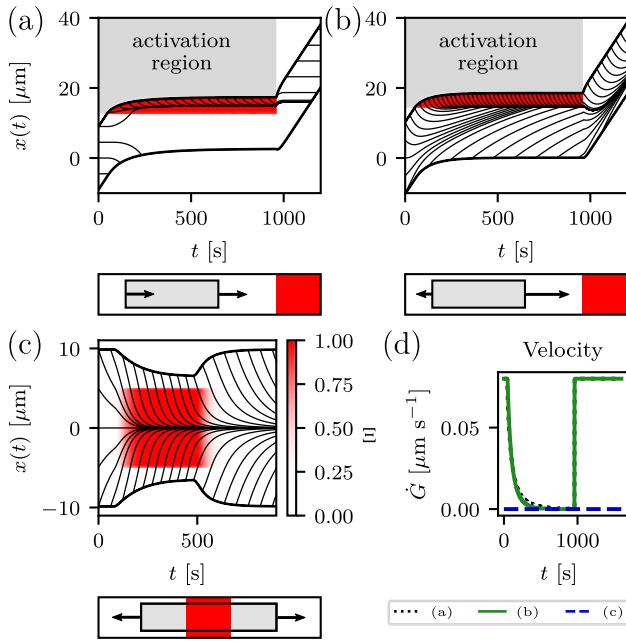 (a)
(b)
activation
region
activation
region
x(t) [μm]
40
20
0
0
500
1000
0
500
1000
t [s]
t [s]
(c)
(d)
Velocity
x(t) [μm]
10
0
−10
0
500
t [s]
1.00
0.75
0.50
0.25
0.00
Ξ
Ġ [μm s⁻¹]
0.05
0.00
0
1000
t [s]
(a)
(b)
(c)